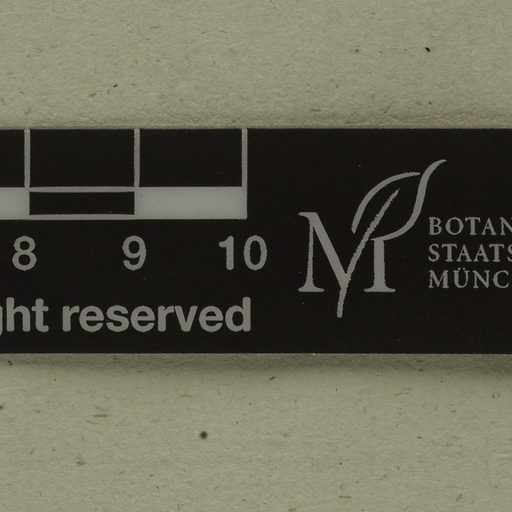 8 9 10
ght reserved
M
BOTAN
STAATS
MÜNC